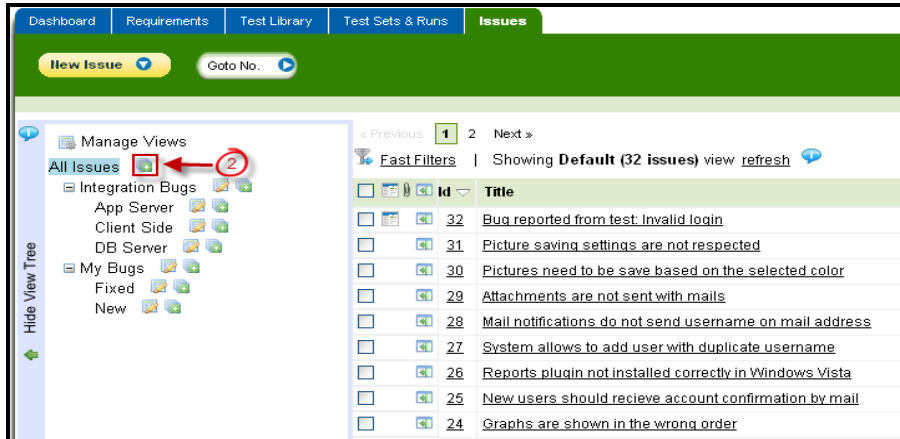 Dashboard Requirements Test Library Test Sets & Runs Issues
New Issue Goto No.
Hide View Tree
Manage Views
All Issues 2
Integration Bugs
App Server
Client Side
DB Server
My Bugs
Fixed
New
« Previous 1 2 Next »
Fast Filters | Showing Default (32 issues) view refresh
Id Title
32 Bug reported from test: Invalid login
31 Picture saving settings are not respected
30 Pictures need to be save based on the selected color
29 Attachments are not sent with mails
28 Mail notifications do not send username on mail address
27 System allows to add user with duplicate username
26 Reports plugin not installed correctly in Windows Vista
25 New users should recieve account confirmation by mail
24 Graphs are shown in the wrong order